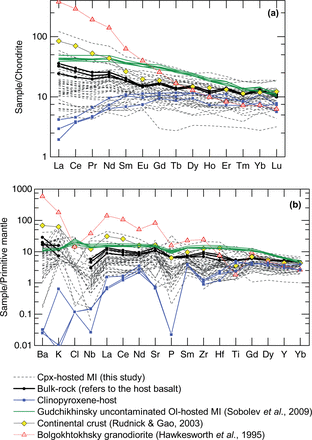 (a)
Sample/Chondrite
100
10
1
La Ce Pr Nd Sm Eu Gd Tb Dy Ho Er Tm Yb Lu
(b)
Sample/Primitive mantle
1000
100
10
1
0.1
0.01
Ba K Cl Nb La Ce Nd Sr P Sm Zr Hf Ti Gd Dy Y Yb
Cpx-hosted MI (this study)
Bulk-rock (refers to the host basalt)
Clinopyroxene-host
Gudchikhinsky uncontaminated Ol-hosted MI (Sobolev et al., 2009)
Continental crust (Rudnick & Gao, 2003)
Bolgokhtokhsky granodiorite (Hawkesworth et al., 1995)